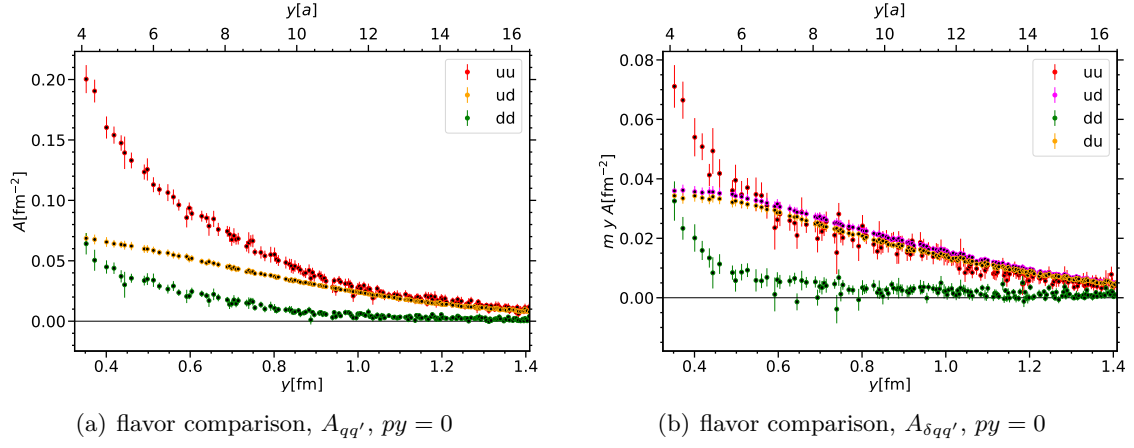 y[a]
4 6 8 10 12 14 16
0.20
0.15
0.10
0.05
0.00
A[fm⁻²]
uu
ud
dd
0.4 0.6 0.8 1.0 1.2 1.4
y[fm]
(a) flavor comparison, A_{qq′}, py = 0
y[a]
4 6 8 10 12 14 16
0.08
0.06
0.04
0.02
0.00
m y A[fm⁻²]
uu
ud
dd
du
0.4 0.6 0.8 1.0 1.2 1.4
y[fm]
(b) flavor comparison, A_{δqq′}, py = 0